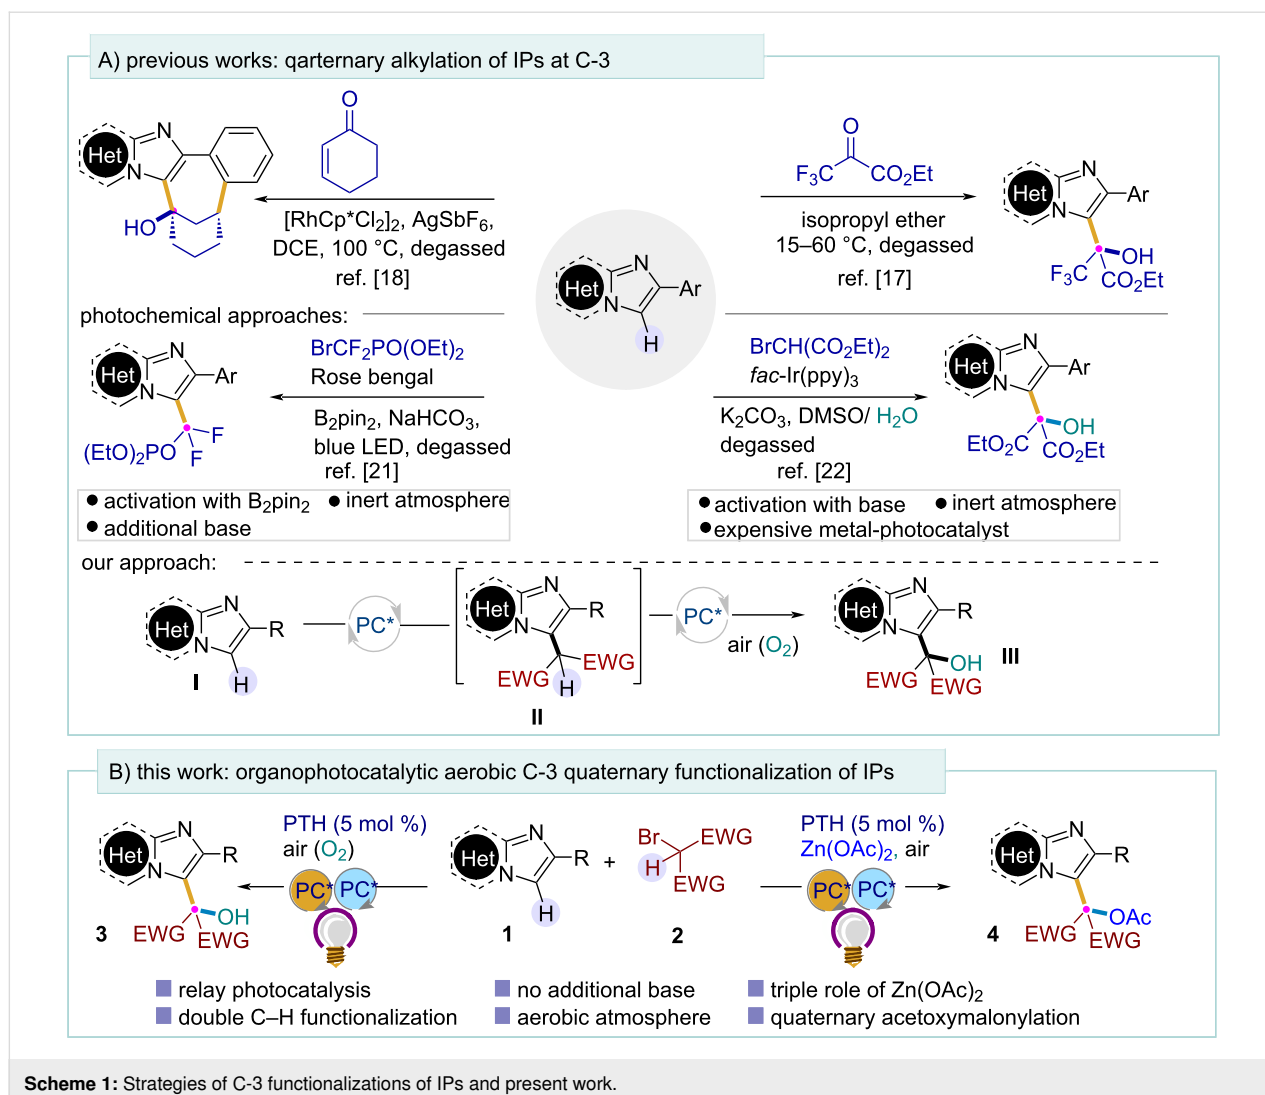 A) previous works: qarternary alkylation of IPs at C-3
Het
N
N
HO
O
[RhCp*Cl2]2, AgSbF6,
DCE, 100 °C, degassed
ref. [18]
Het
N
N
Ar
H
O
F3C
CO2Et
isopropyl ether
15–60 °C, degassed
ref. [17]
Het
N
N
Ar
OH
F3C
CO2Et
photochemical approaches:
Het
N
N
Ar
F
F
(EtO)2PO
BrCF2PO(OEt)2
Rose bengal
B2pin2, NaHCO3,
blue LED, degassed
ref. [21]
BrCH(CO2Et)2
fac-Ir(ppy)3
K2CO3, DMSO/ H2O
degassed
ref. [22]
Het
N
N
Ar
OH
EtO2C
CO2Et
activation with B2pin2
inert atmosphere
additional base
activation with base
inert atmosphere
expensive metal-photocatalyst
our approach:
Het
N
N
R
H
I
PC*
Het
N
N
R
EWG
EWG
H
II
PC*
air (O2)
Het
N
N
R
OH
EWG
EWG
III
B) this work: organophotocatalytic aerobic C-3 quaternary functionalization of IPs
Het
N
N
R
OH
EWG
EWG
3
PTH (5 mol %)
air (O2)
PC*
PC*
Het
N
N
R
H
1
+
Br
EWG
H
EWG
2
PTH (5 mol %)
Zn(OAc)2, air
PC*
PC*
Het
N
N
R
OAc
EWG
EWG
4
relay photocatalysis
double C–H functionalization
no additional base
aerobic atmosphere
triple role of Zn(OAc)2
quaternary acetoxymalonylation
Scheme 1: Strategies of C-3 functionalizations of IPs and present work.